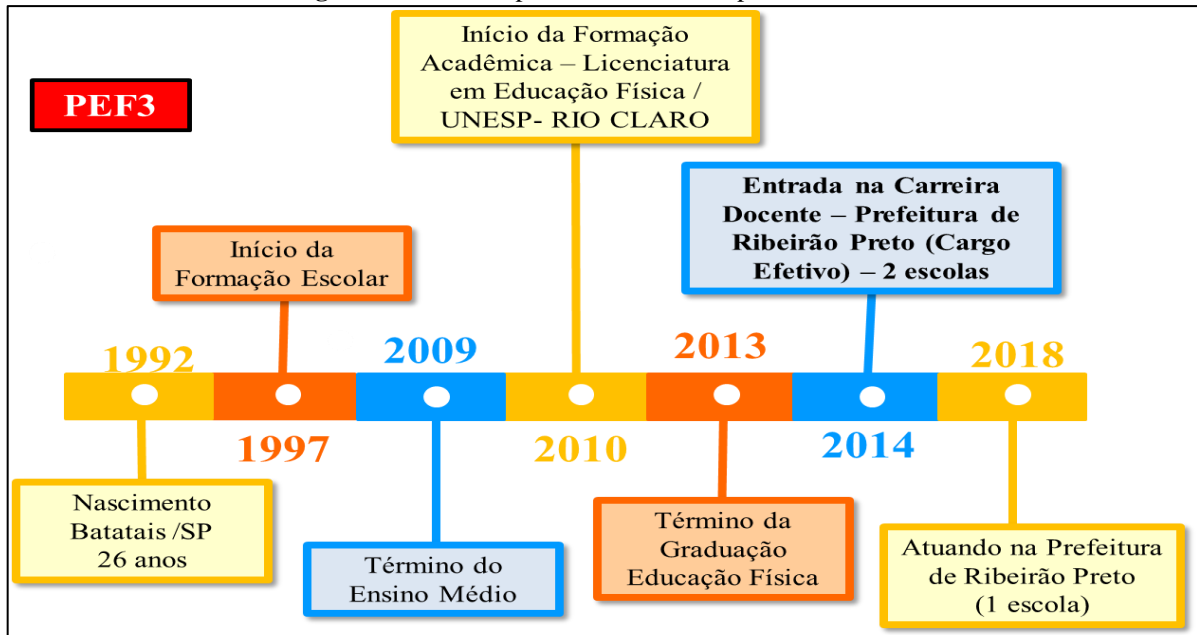 PEF3
Início da Formação
Acadêmica – Licenciatura
em Educação Física /
UNESP- RIO CLARO
Entrada na Carreira
Docente – Prefeitura de
Ribeirão Preto (Cargo
Efetivo) – 2 escolas
Início da
Formação Escolar
1992
1997
2009
2010
2013
2014
2018
Nascimento
Batatais /SP
26 anos
Término do
Ensino Médio
Término da
Graduação
Educação Física
Atuando na Prefeitura
de Ribeirão Preto
(1 escola)